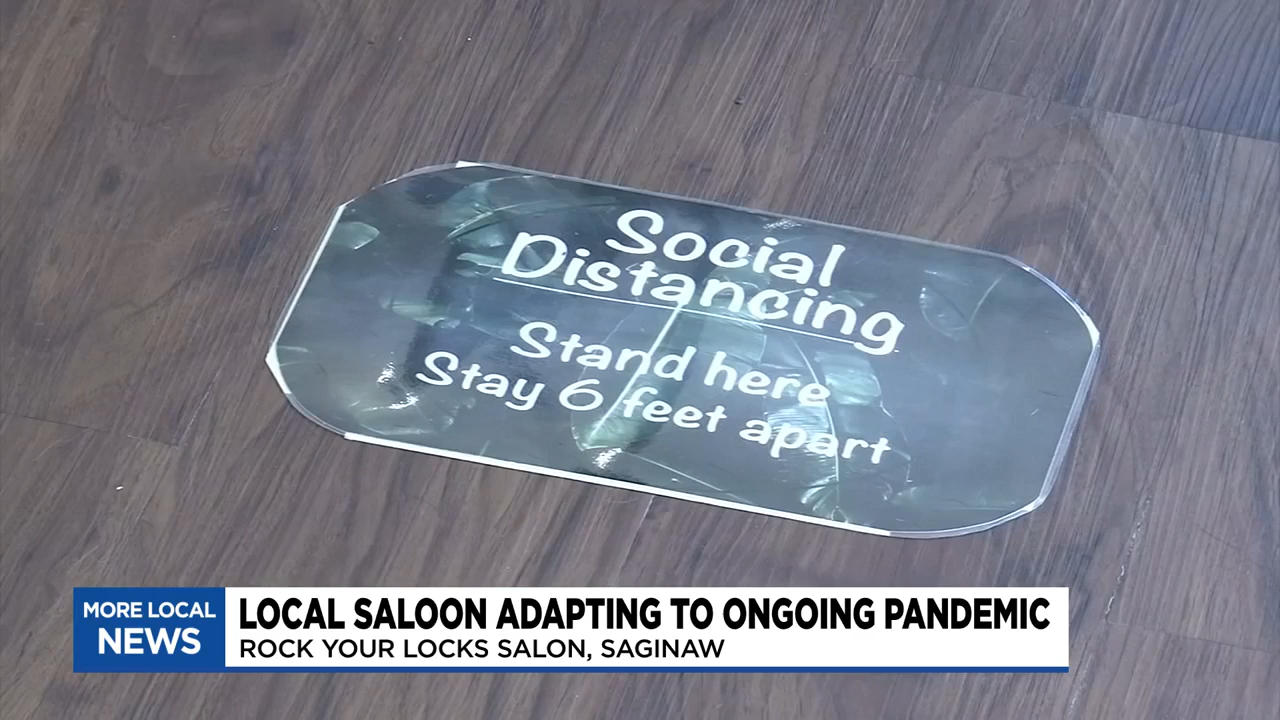 Social
Distancing
Stand here
Stay 6 feet apart
MORE LOCAL
NEWS
LOCAL SALOON ADAPTING TO ONGOING PANDEMIC
ROCK YOUR LOCKS SALON, SAGINAW